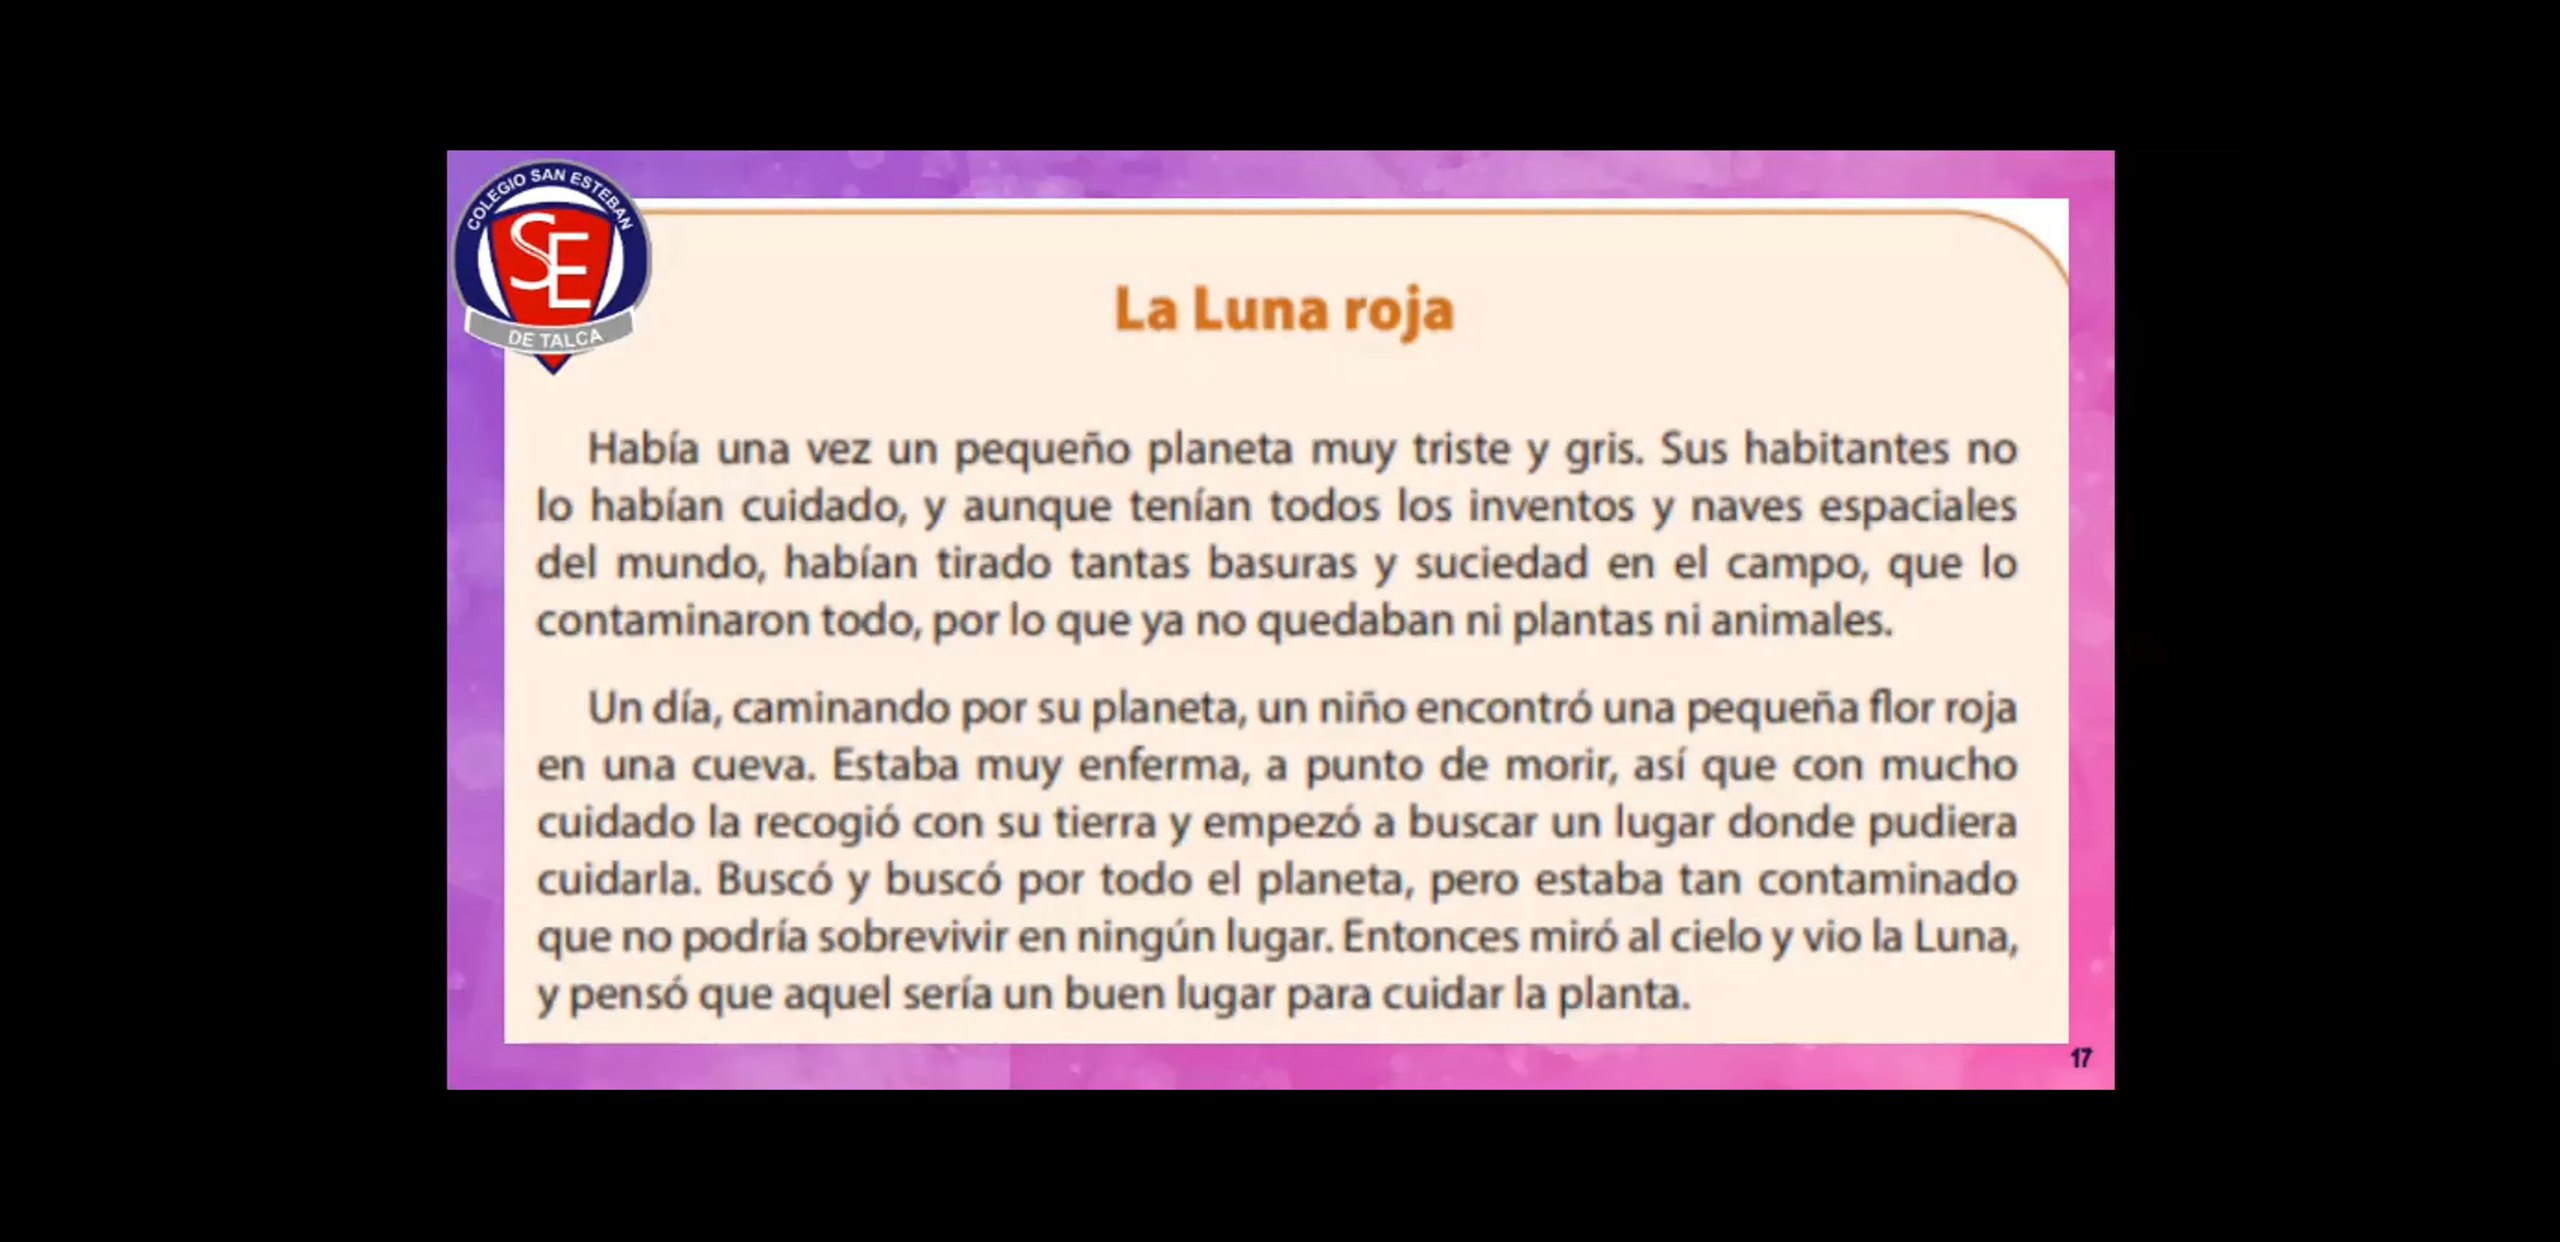 COLEGIO SAN ESTEBAN
SE
DE TALCA
La Luna roja
Había una vez un pequeño planeta muy triste y gris. Sus habitantes no
lo habían cuidado, y aunque tenían todos los inventos y naves espaciales
del mundo, habían tirado tantas basuras y suciedad en el campo, que lo
contaminaron todo, por lo que ya no quedaban ni plantas ni animales.
Un día, caminando por su planeta, un niño encontró una pequeña flor roja
en una cueva. Estaba muy enferma, a punto de morir, así que con mucho
cuidado la recogió con su tierra y empezó a buscar un lugar donde pudiera
cuidarla. Buscó y buscó por todo el planeta, pero estaba tan contaminado
que no podría sobrevivir en ningún lugar. Entonces miró al cielo y vio la Luna,
y pensó que aquel sería un buen lugar para cuidar la planta.
17